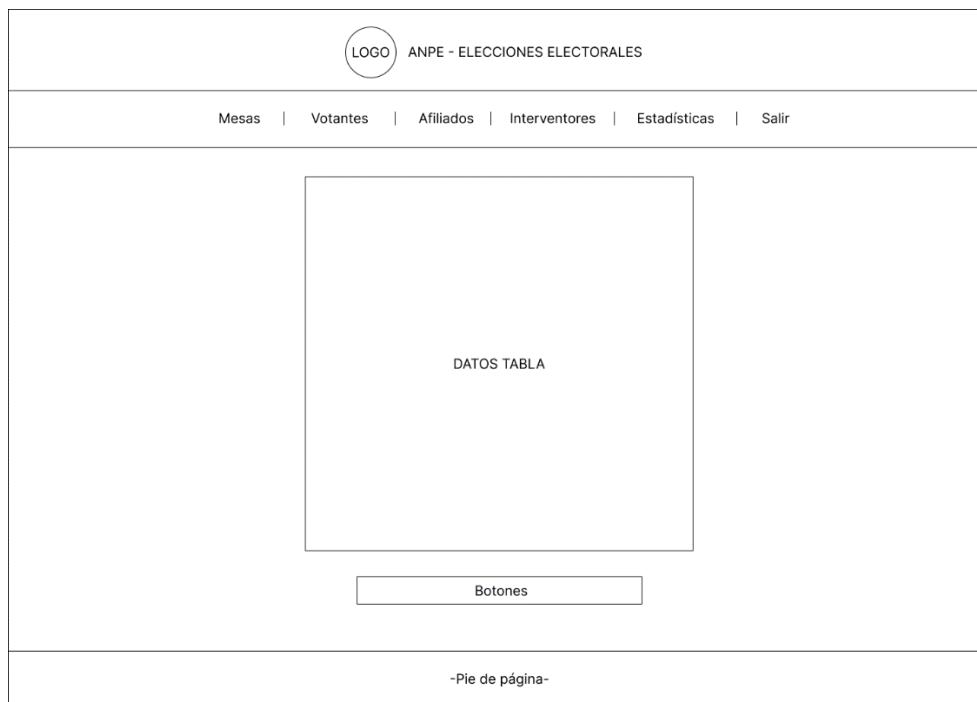 LOGO ANPE - ELECCIONES ELECTORALES
Mesas | Votantes | Afiliados | Interventores | Estadísticas | Salir
DATOS TABLA
Botones
-Pie de página-